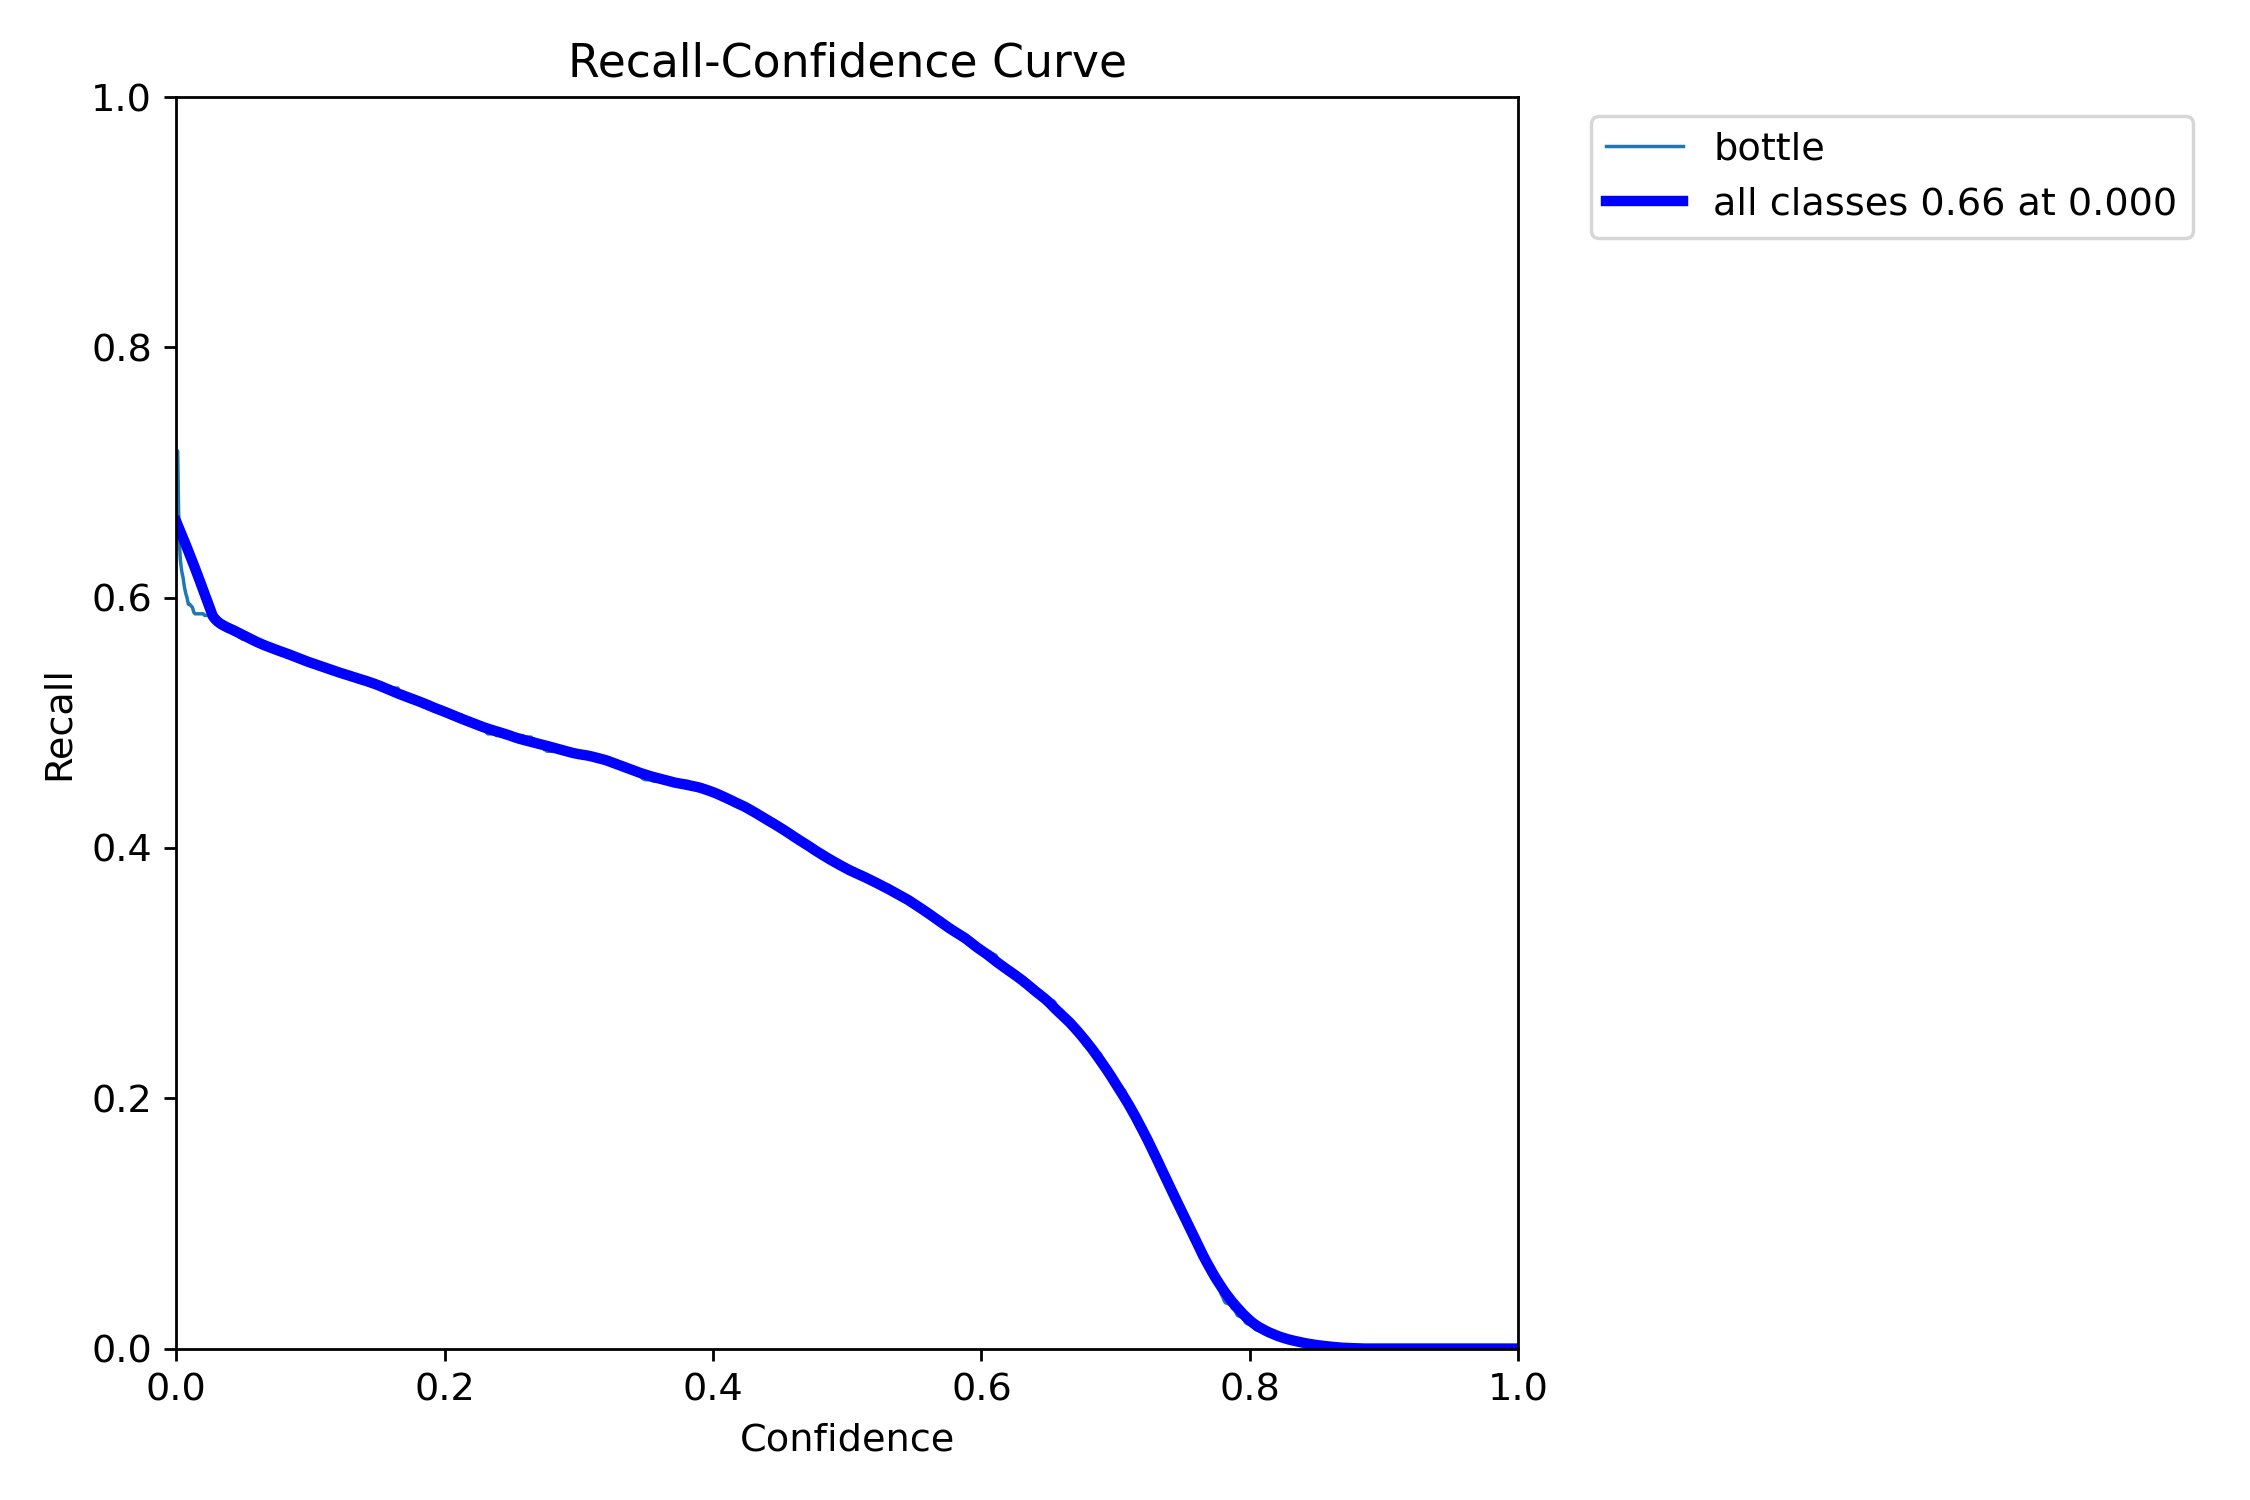 Recall-Confidence Curve
1.0
0.8
0.6
0.4
0.2
0.0
Recall
0.0 0.2 0.4 0.6 0.8 1.0
Confidence
bottle
all classes 0.66 at 0.000